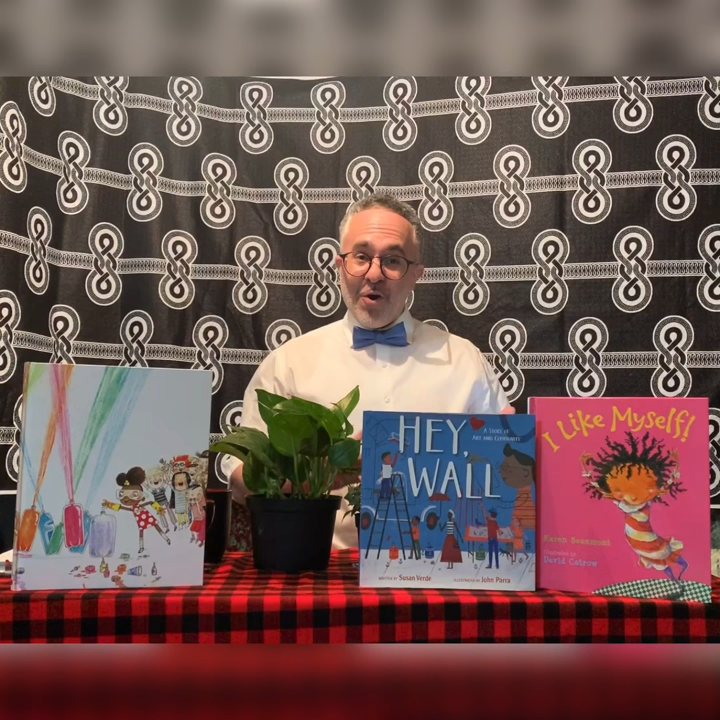 HEY,
WALL
A STORY OF
ART AND COMMUNITY
WRITTEN BY SUSAN VERDE
ILLUSTRATED BY JOHN PARRA
I LIKE MYSELF!
Karen Beaumont
Illustrated by
David Catrow